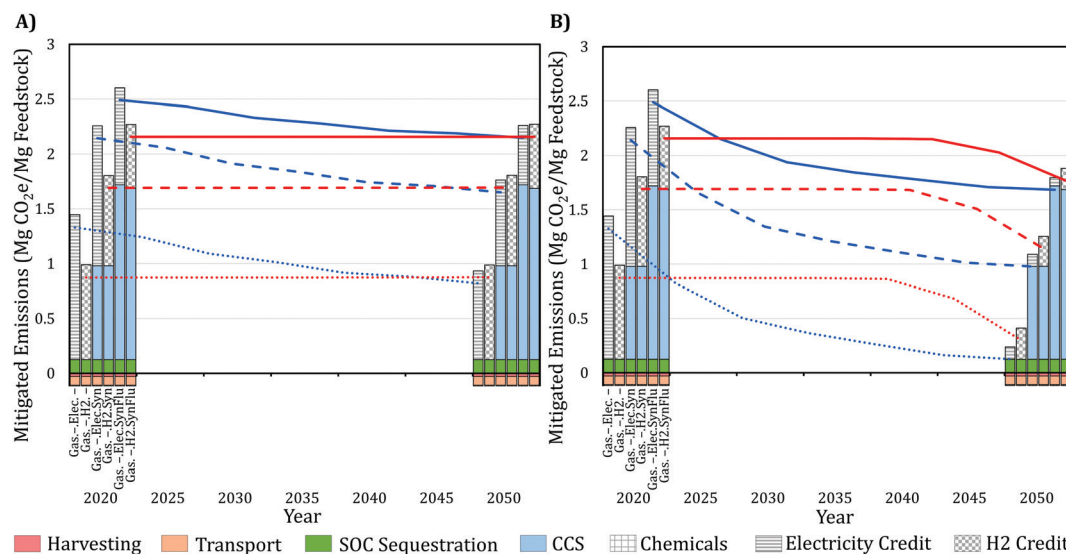 A)
Mitigated Emissions (Mg CO2e/Mg Feedstock)
3
2.5
2
1.5
1
0.5
0
Gas.-.Elec. -
Gas. -.H2. -
Gas. -.Elec.Syn
Gas. -.H2.Syn
Gas. -.Elec.SynFlu
Gas. -.H2.SynFlu
2020 2025 2030 2035 2040 2045 2050
Year
B)
Mitigated Emissions (Mg CO2e/Mg Feedstock)
3
2.5
2
1.5
1
0.5
0
Gas.-.Elec. -
Gas. -.H2. -
Gas. -.Elec.Syn
Gas. -.H2.Syn
Gas. -.Elec.SynFlu
Gas. -.H2.SynFlu
2020 2025 2030 2035 2040 2045 2050
Year
Harvesting Transport SOC Sequestration CCS Chemicals Electricity Credit H2 Credit